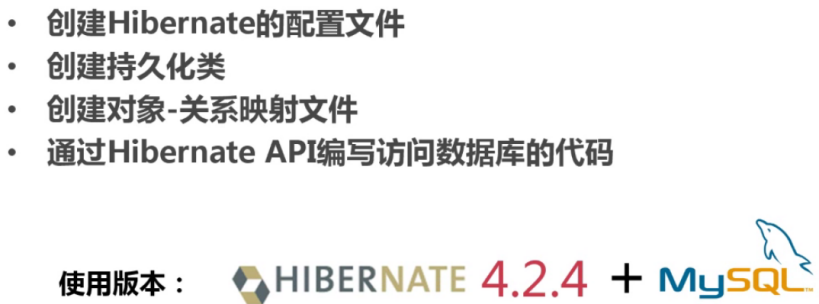 • 创建Hibernate的配置文件
• 创建持久化类
• 创建对象-关系映射文件
• 通过Hibernate API编写访问数据库的代码
使用版本： HIBERNATE 4.2.4 + MySQL